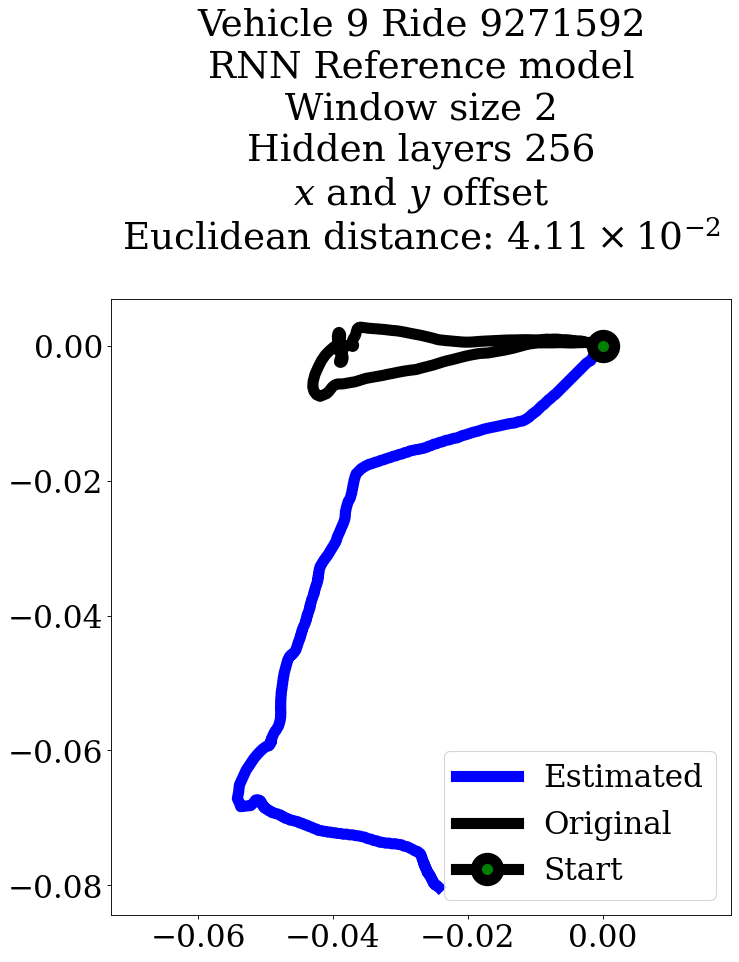 Vehicle 9 Ride 9271592
RNN Reference model
Window size 2
Hidden layers 256
x and y offset
Euclidean distance: 4.11 × 10⁻²
0.00
−0.02
−0.04
−0.06
−0.08
Estimated
Original
Start
−0.06 −0.04 −0.02 0.00